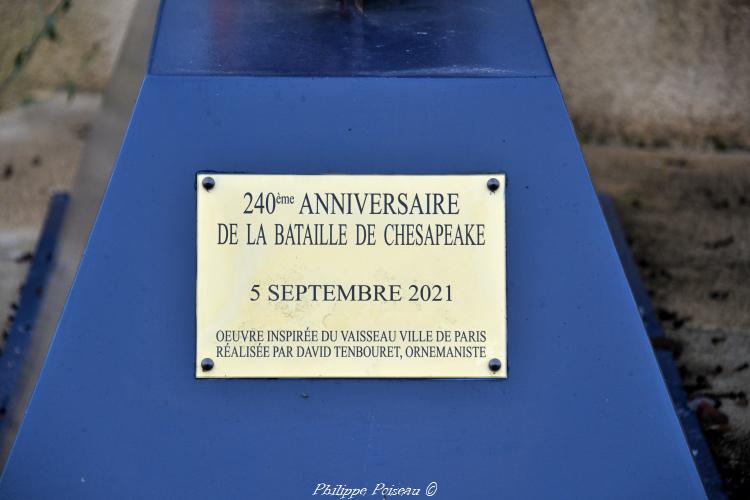 240ème ANNIVERSAIRE
DE LA BATAILLE DE CHESAPEAKE
5 SEPTEMBRE 2021
OEUVRE INSPIRÉE DU VAISSEAU VILLE DE PARIS
RÉALISÉE PAR DAVID TENBOURET, ORNEMANISTE
Philippe Poiseau ©